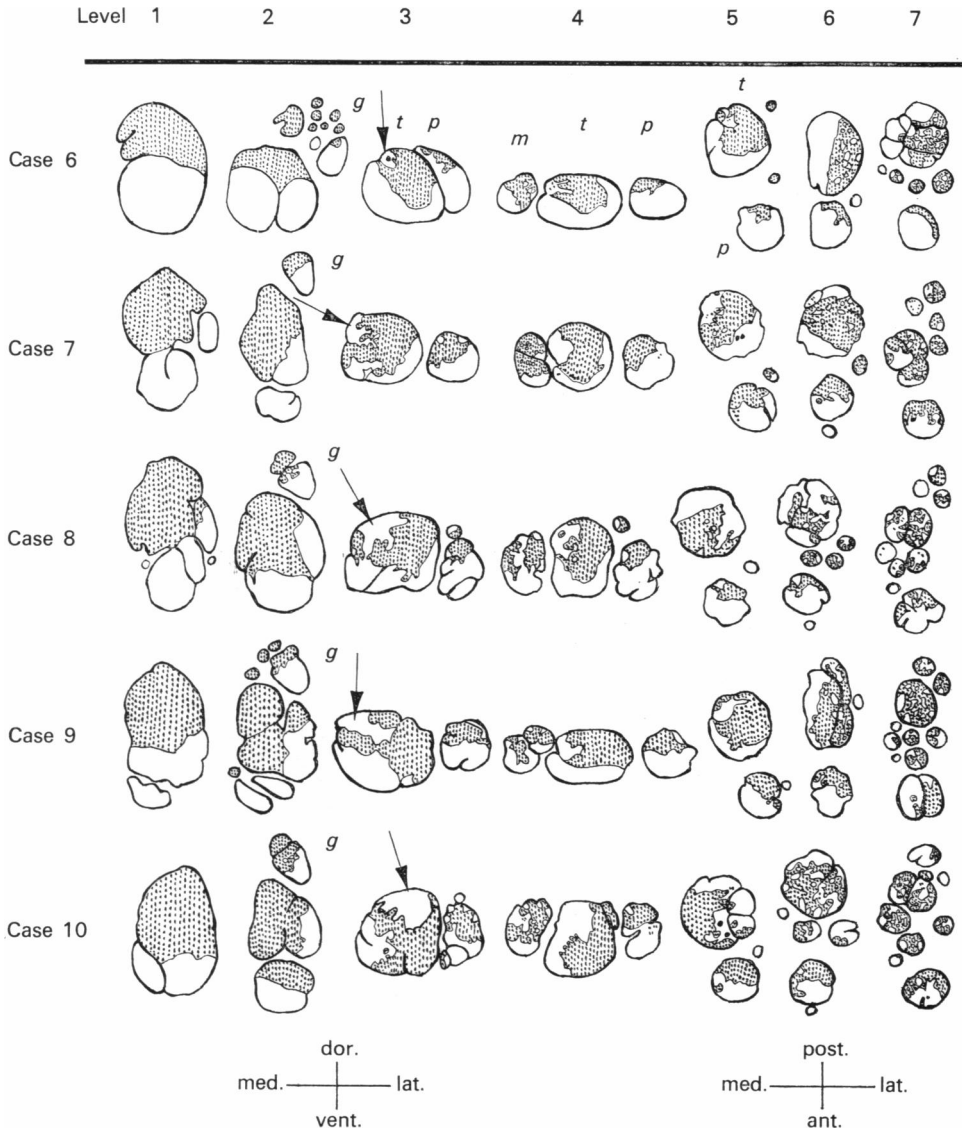 Level 1 2 3 4 5 6 7
t
g t p m t p
Case 6
p
g
Case 7
g
Case 8
g
Case 9
g
Case 10
dor. post.
med. lat. med. lat.
vent. ant.